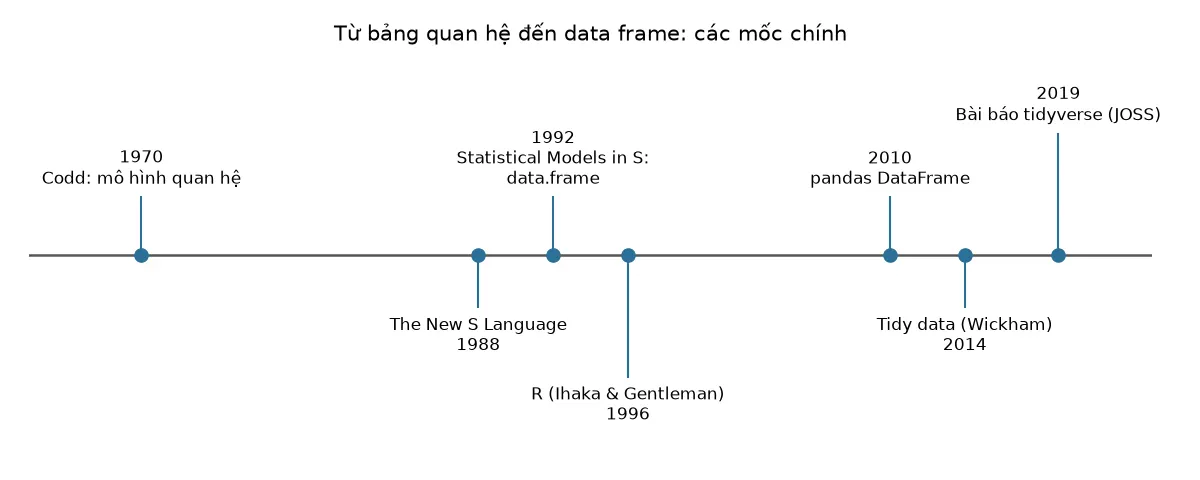 Từ bảng quan hệ đến data frame: các mốc chính
1970
Codd: mô hình quan hệ
The New S Language
1988
1992
Statistical Models in S:
data.frame
R (Ihaka & Gentleman)
1996
2010
pandas DataFrame
Tidy data (Wickham)
2014
2019
Bài báo tidyverse (JOSS)